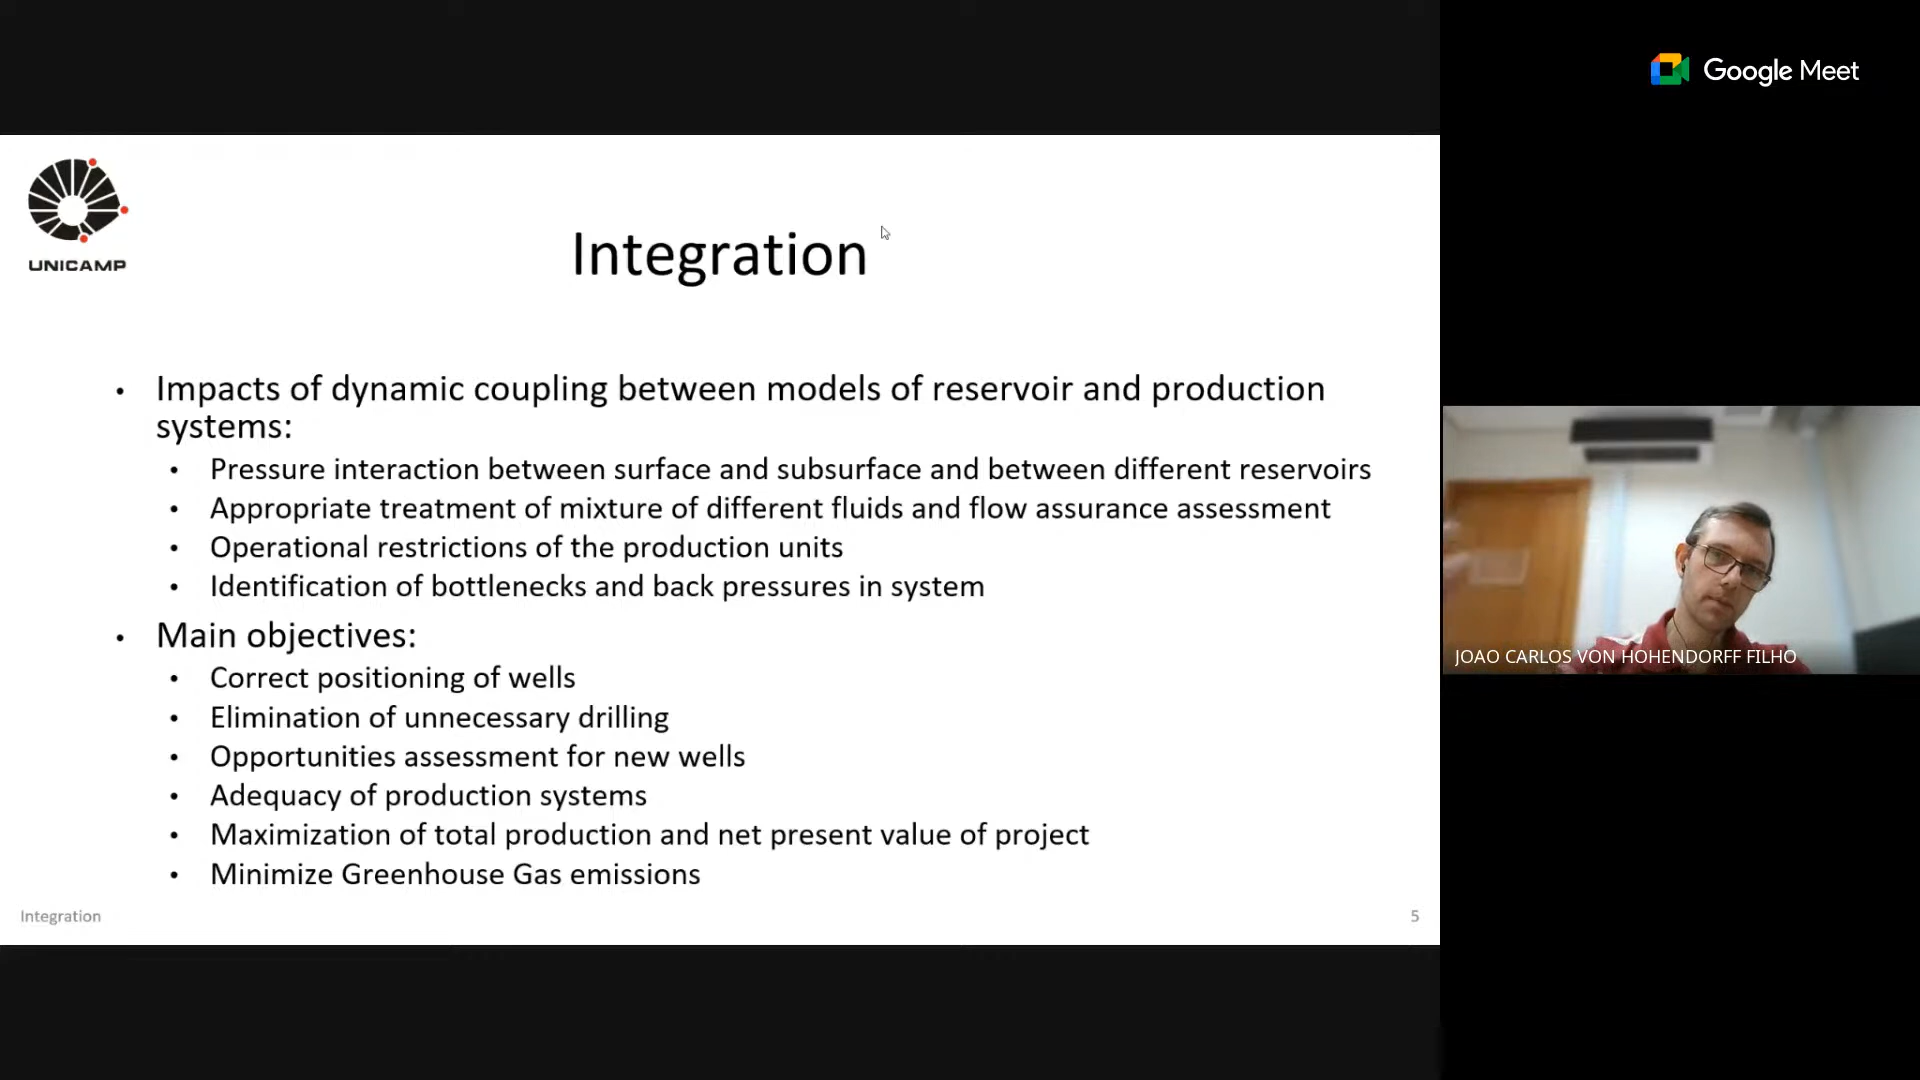 Google Meet
UNICAMP
Integration
• Impacts of dynamic coupling between models of reservoir and production
systems:
• Pressure interaction between surface and subsurface and between different reservoirs
• Appropriate treatment of mixture of different fluids and flow assurance assessment
• Operational restrictions of the production units
• Identification of bottlenecks and back pressures in system
• Main objectives:
• Correct positioning of wells
• Elimination of unnecessary drilling
• Opportunities assessment for new wells
• Adequacy of production systems
• Maximization of total production and net present value of project
• Minimize Greenhouse Gas emissions
Integration
5
JOAO CARLOS VON HOHENDORFF FILHO